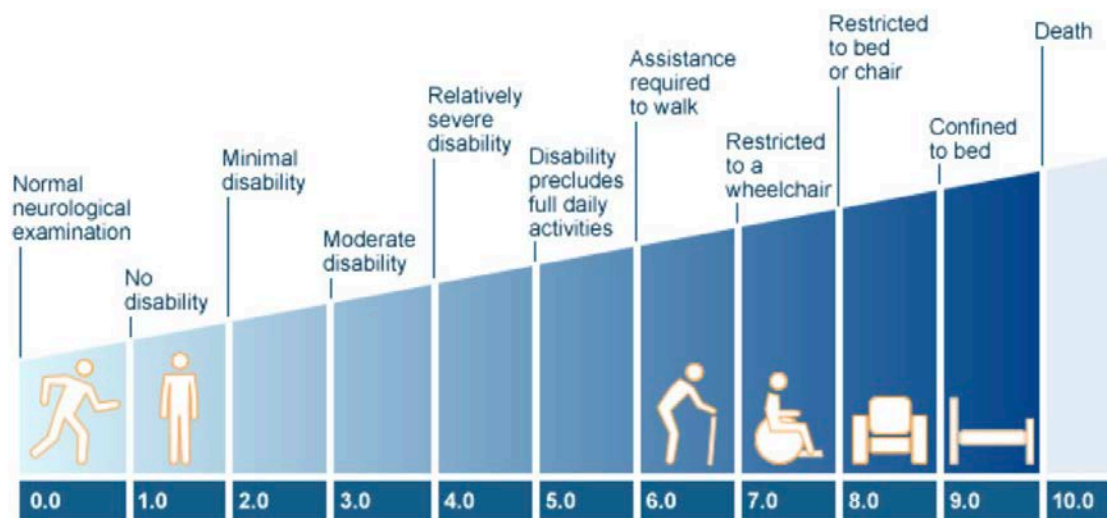 Normal
neurological
examination
No
disability
Minimal
disability
Moderate
disability
Relatively
severe
disability
Disability
precludes
full daily
activities
Assistance
required
to walk
Restricted
to a
wheelchair
Restricted
to bed
or chair
Confined
to bed
Death
0.0
1.0
2.0
3.0
4.0
5.0
6.0
7.0
8.0
9.0
10.0